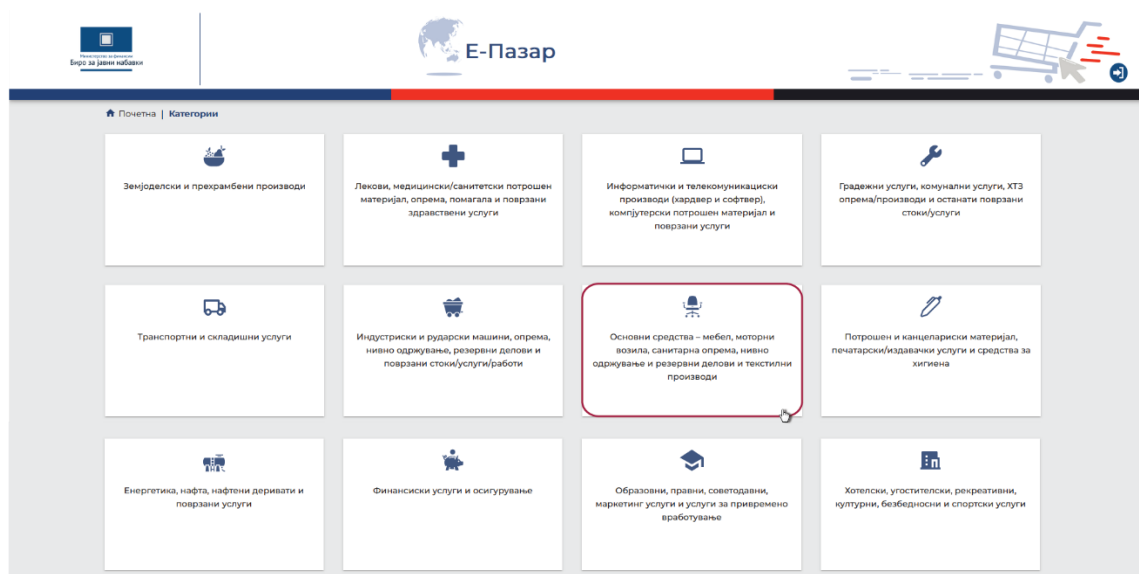 Министерство за финансии
Биро за јавни набавки
Е-Пазар
Почетна | Категории
Земјоделски и прехрамбени производи
Лекови, медицински/санитетски потрошен
материјал, опрема, помагала и поврзани
здравствени услуги
Информатички и телекомуникациски
производи (хардвер и софтвер),
компјутерски потрошен материјал и
поврзани услуги
Градежни услуги, комунални услуги, ХТЗ
опрема/производи и останати поврзани
стоки/услуги
Транспортни и складишни услуги
Индустриски и рударски машини, опрема,
нивно одржување, резервни делови и
поврзани стоки/услуги/работи
Основни средства – мебел, моторни
возила, санитарна опрема, нивно
одржување и резервни делови и текстилни
производи
Потрошен и канцелариски материјал,
печатарски/издавачки услуги и средства за
хигиена
Енергетика, нафта, нафтени деривати и
поврзани услуги
Финансиски услуги и осигурување
Образовни, правни, советодавни,
маркетинг услуги и услуги за привремено
вработување
Хотелски, угостителски, рекреативни,
културни, безбедносни и спортски услуги